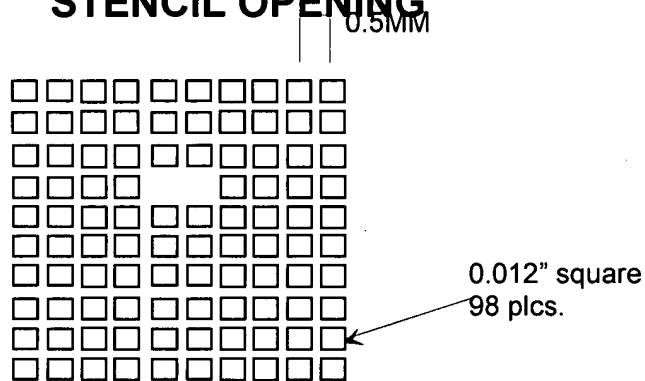 STENCIL OPENING
0.5MM
0.012” square
98 plcs.